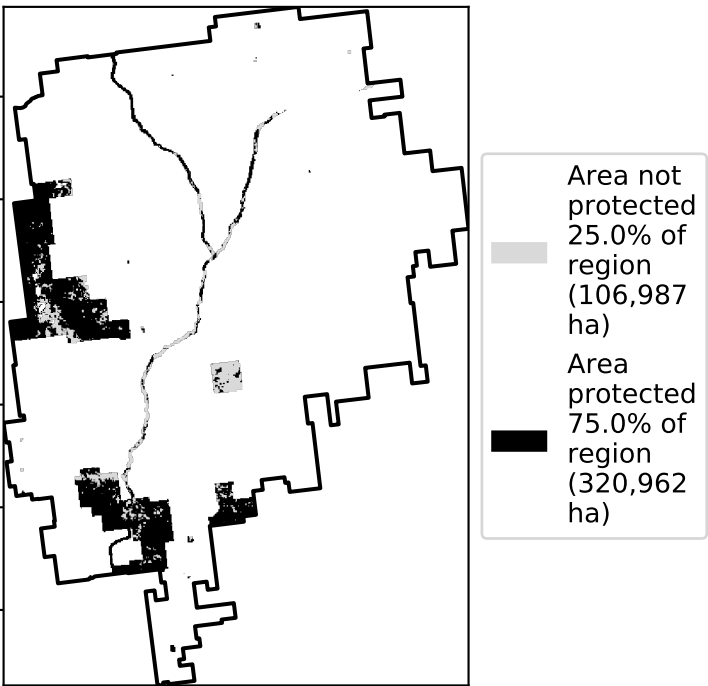 Area not
protected
25.0% of
region
(106,987
ha)
Area
protected
75.0% of
region
(320,962
ha)